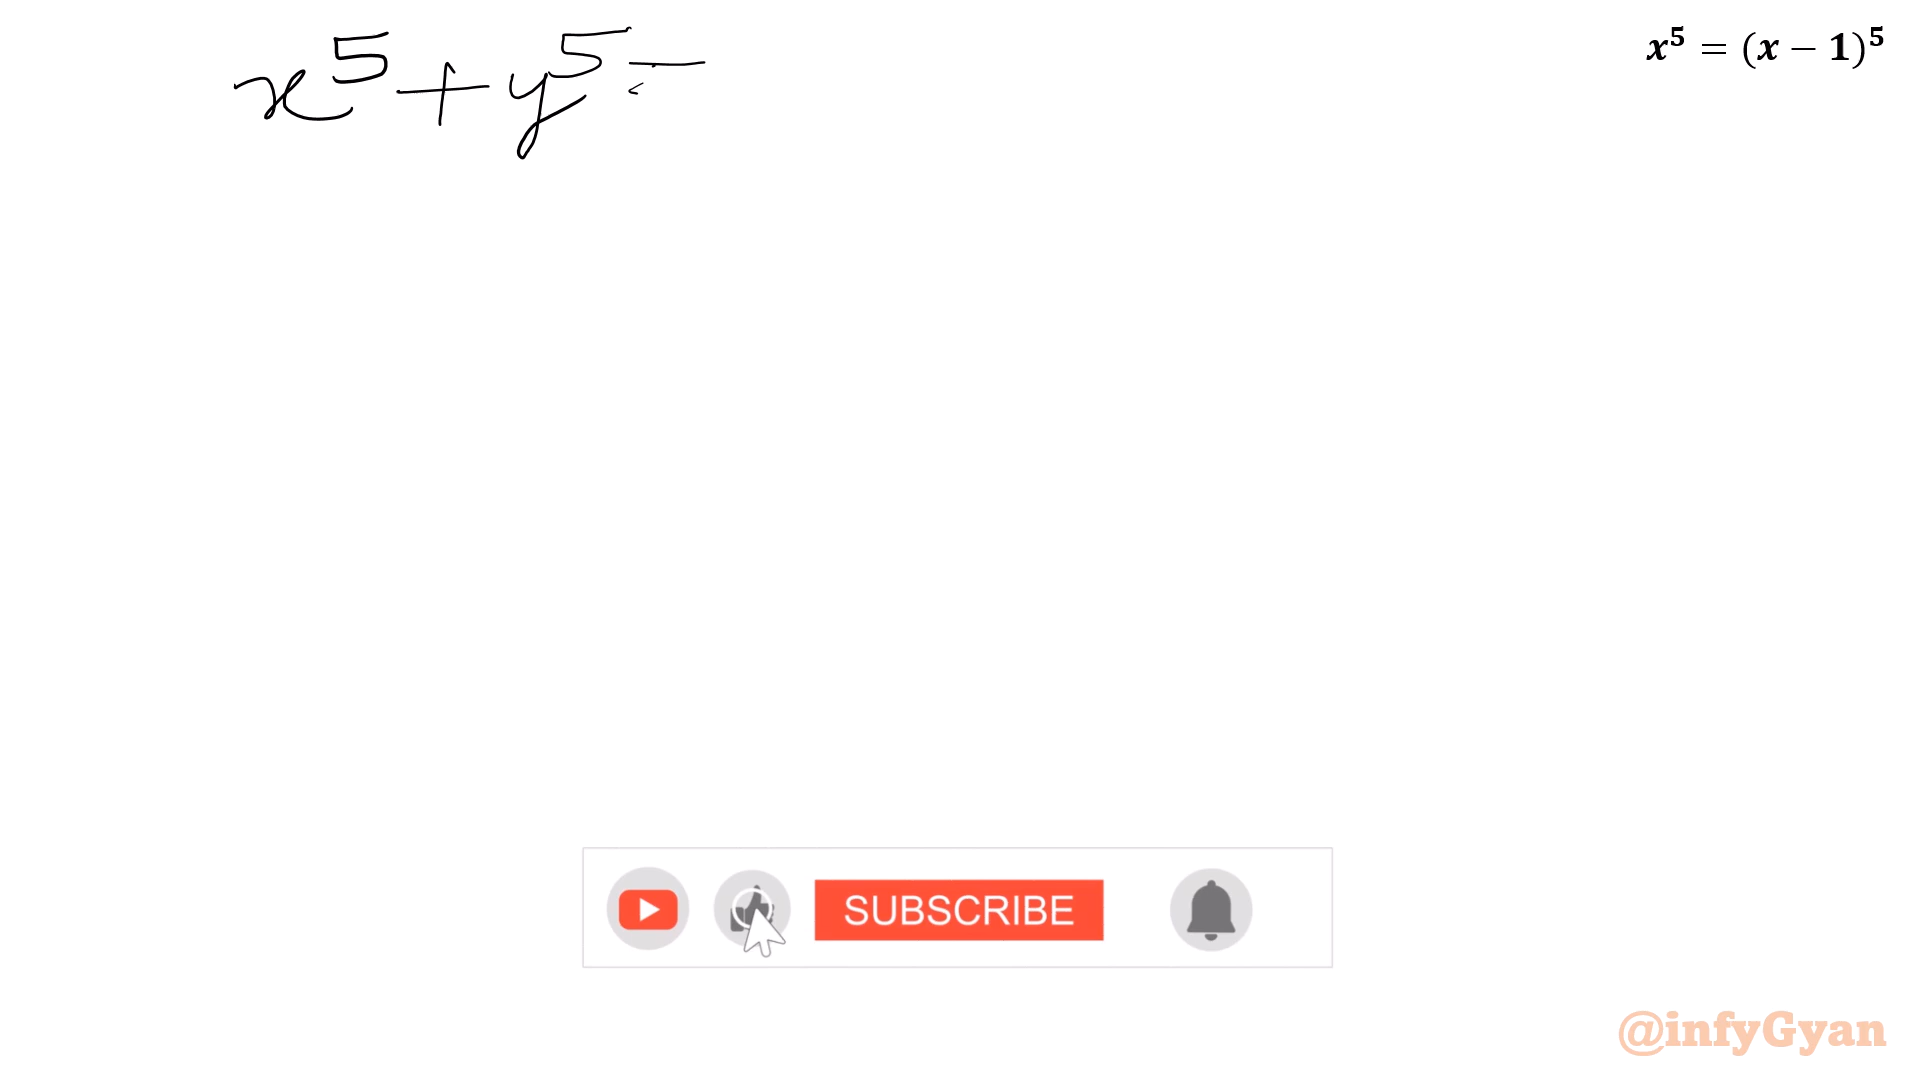 x⁵ + y⁵ =
x⁵ = (x − 1)⁵
SUBSCRIBE
@infyGyan